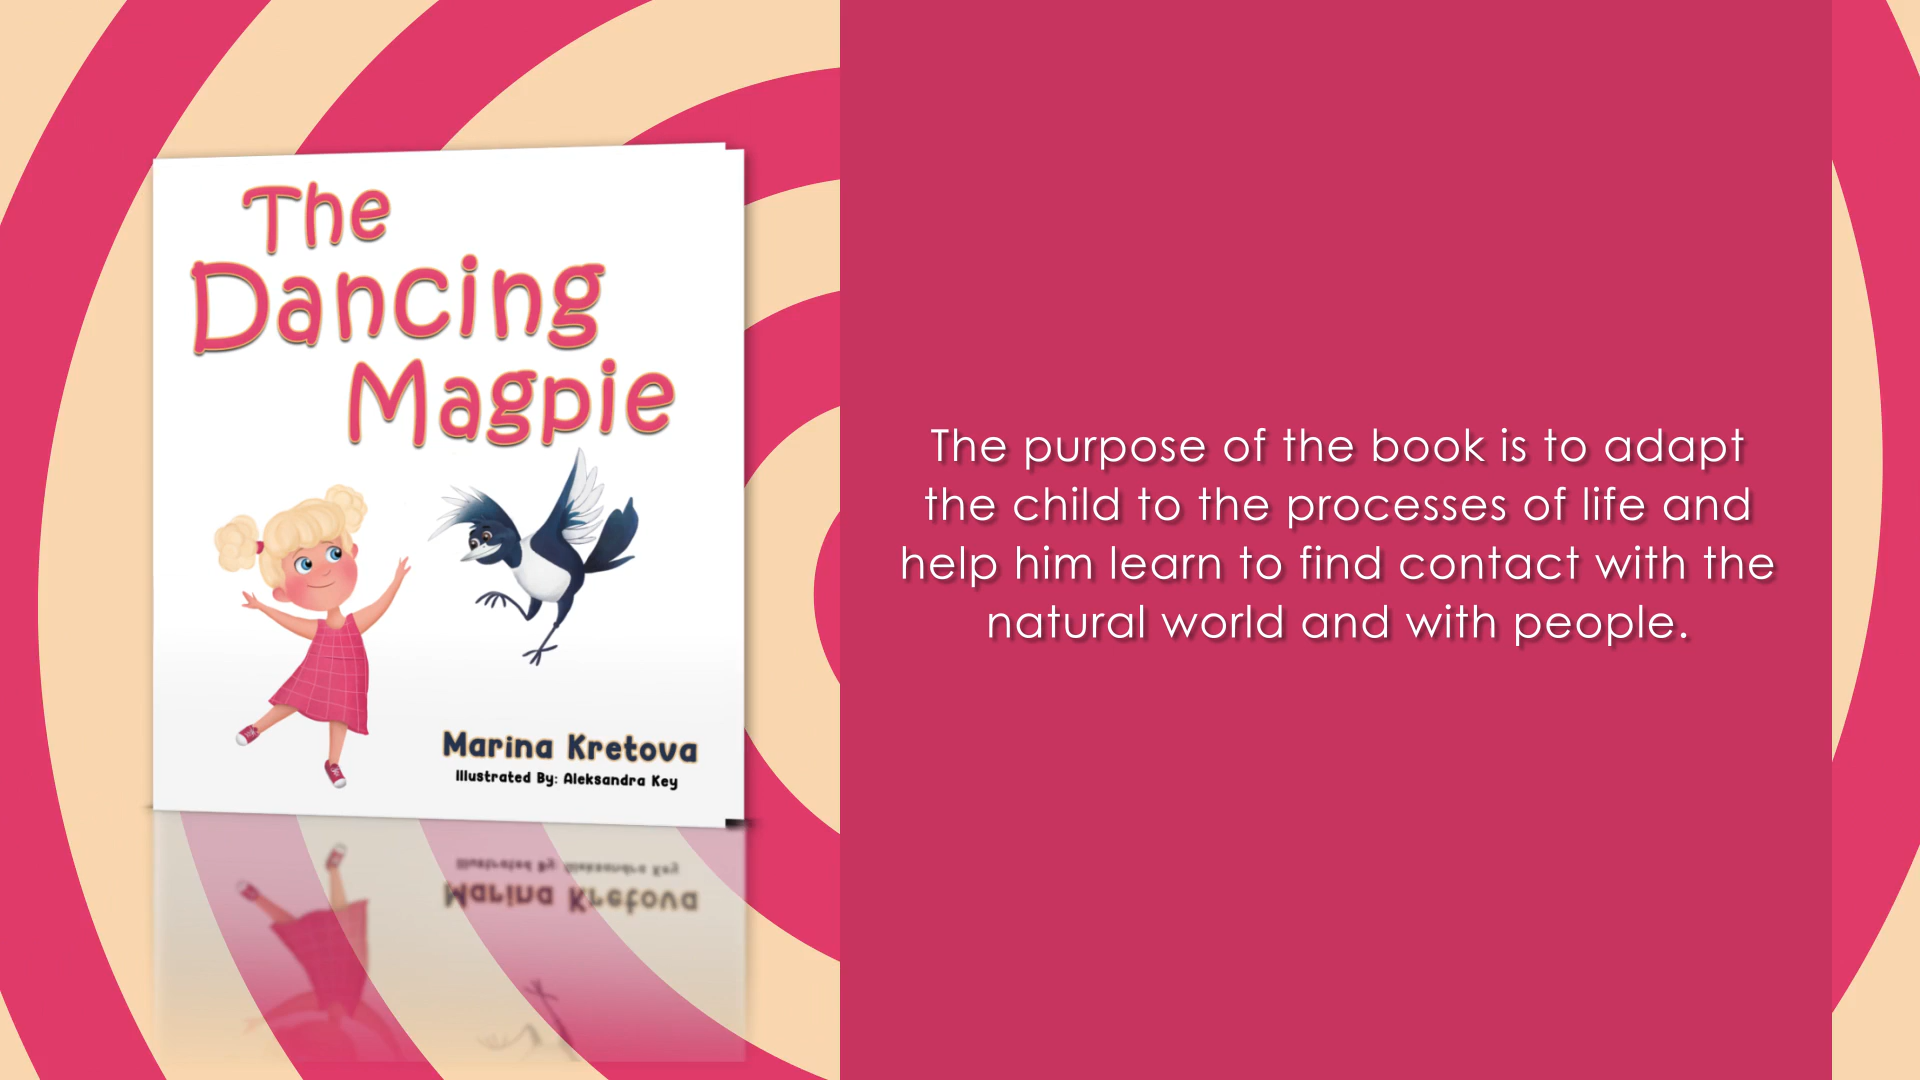 The
Dancing
Magpie
Marina Kretova
Illustrated By: Aleksandra Key
The purpose of the book is to adapt
the child to the processes of life and
help him learn to find contact with the
natural world and with people.